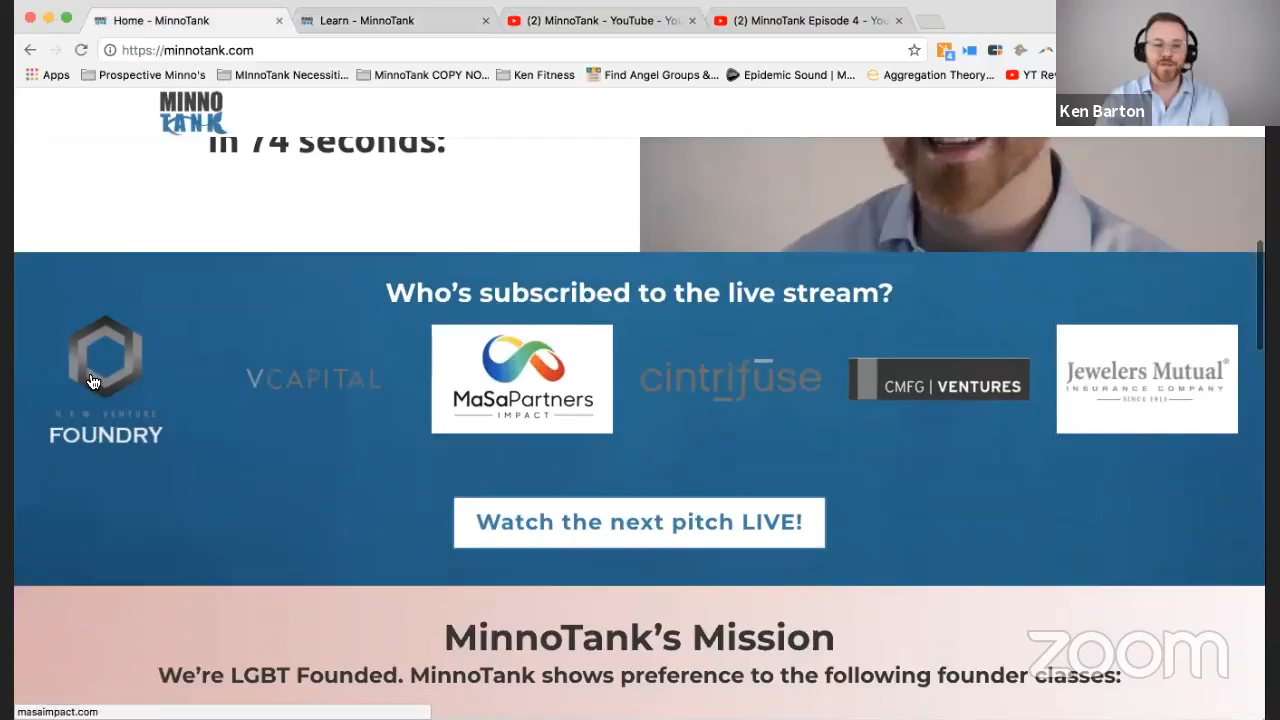 Home - MinnoTank
Learn - MinnoTank
(2) MinnoTank - YouTube - Yo
(2) MinnoTank Episode 4 - You
https://minnotank.com
Apps
Prospective Minno's
MInnoTank Necessiti...
MinnoTank COPY NO...
Ken Fitness
Find Angel Groups &...
Epidemic Sound | M...
Aggregation Theory...
YT Re
Ken Barton
MINNO
TANK
in 74 seconds:
Who's subscribed to the live stream?
VENTURE
FOUNDRY
VCAPITAL
MaSaPartners
IMPACT
cintrifūse
CMFG | VENTURES
Jewelers Mutual®
INSURANCE COMPANY
SINCE 1913
Watch the next pitch LIVE!
MinnoTank's Mission
We're LGBT Founded. MinnoTank shows preference to the following founder classes:
zoom
masaimpact.com